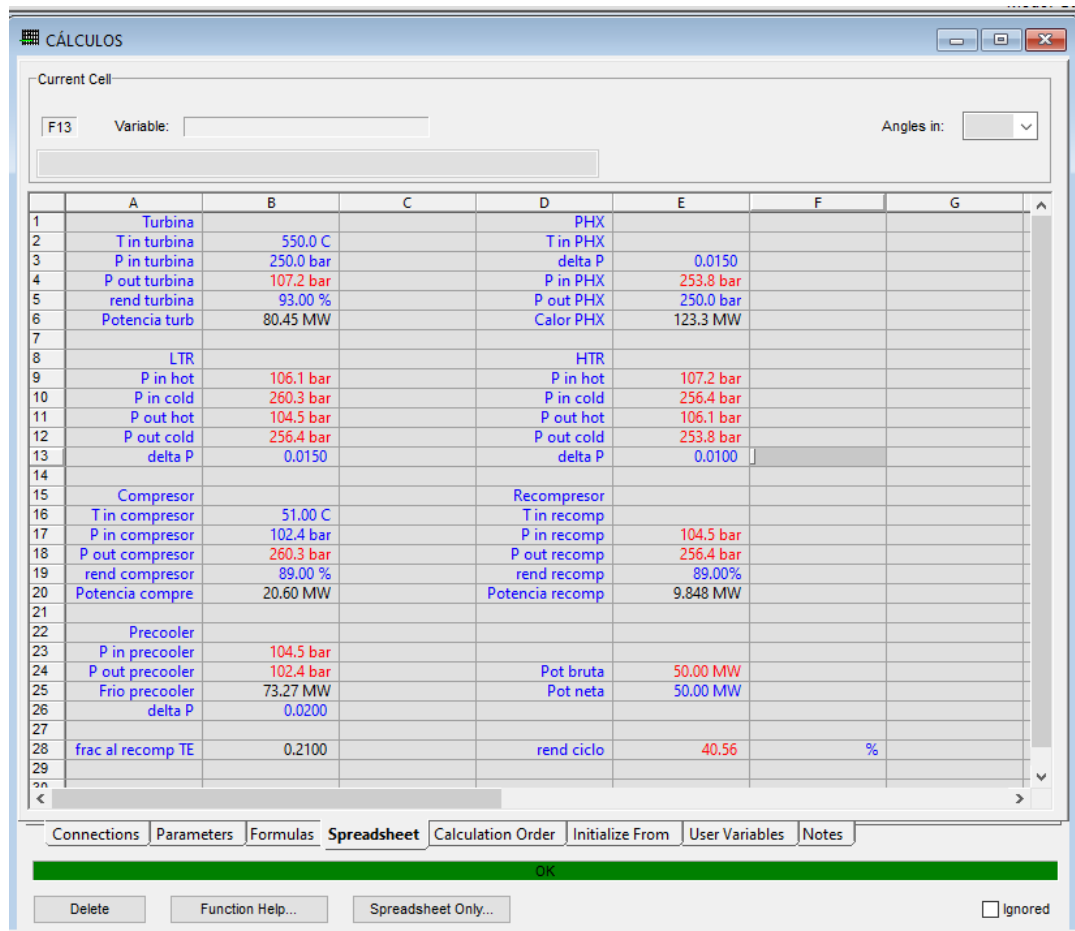 CÁLCULOS
Current Cell
F13 Variable: Angles in:
A B C D E F G
1 Turbina PHX
2 T in turbina 550.0 C T in PHX
3 P in turbina 250.0 bar delta P 0.0150
4 P out turbina 107.2 bar P in PHX 253.8 bar
5 rend turbina 93.00 % P out PHX 250.0 bar
6 Potencia turb 80.45 MW Calor PHX 123.3 MW
7
8 LTR HTR
9 P in hot 106.1 bar P in hot 107.2 bar
10 P in cold 260.3 bar P in cold 256.4 bar
11 P out hot 104.5 bar P out hot 106.1 bar
12 P out cold 256.4 bar P out cold 253.8 bar
13 delta P 0.0150 delta P 0.0100
14
15 Compresor Recompresor
16 T in compresor 51.00 C T in recomp
17 P in compresor 102.4 bar P in recomp 104.5 bar
18 P out compresor 260.3 bar P out recomp 256.4 bar
19 rend compresor 89.00 % rend recomp 89.00%
20 Potencia compre 20.60 MW Potencia recomp 9.848 MW
21
22 Precooler
23 P in precooler 104.5 bar
24 P out precooler 102.4 bar Pot bruta 50.00 MW
25 Frio precooler 73.27 MW Pot neta 50.00 MW
26 delta P 0.0200
27
28 frac al recomp TE 0.2100 rend ciclo 40.56 %
29
Connections Parameters Formulas Spreadsheet Calculation Order Initialize From User Variables Notes
OK
Delete Function Help... Spreadsheet Only... Ignored